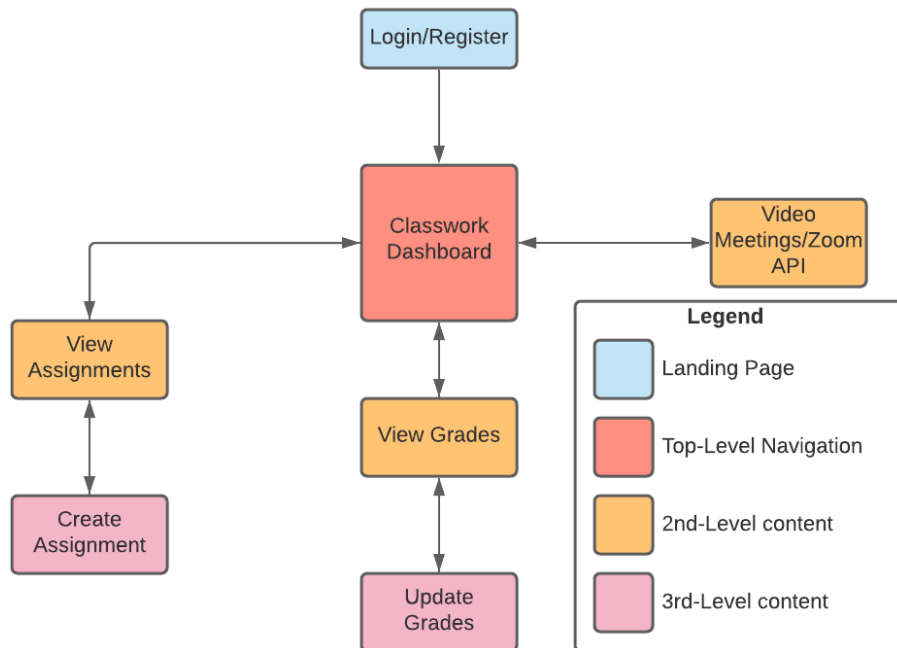 Login/Register
Classwork
Dashboard
Video
Meetings/Zoom
API
View
Assignments
View Grades
Create
Assignment
Update
Grades
Legend
Landing Page
Top-Level Navigation
2nd-Level content
3rd-Level content